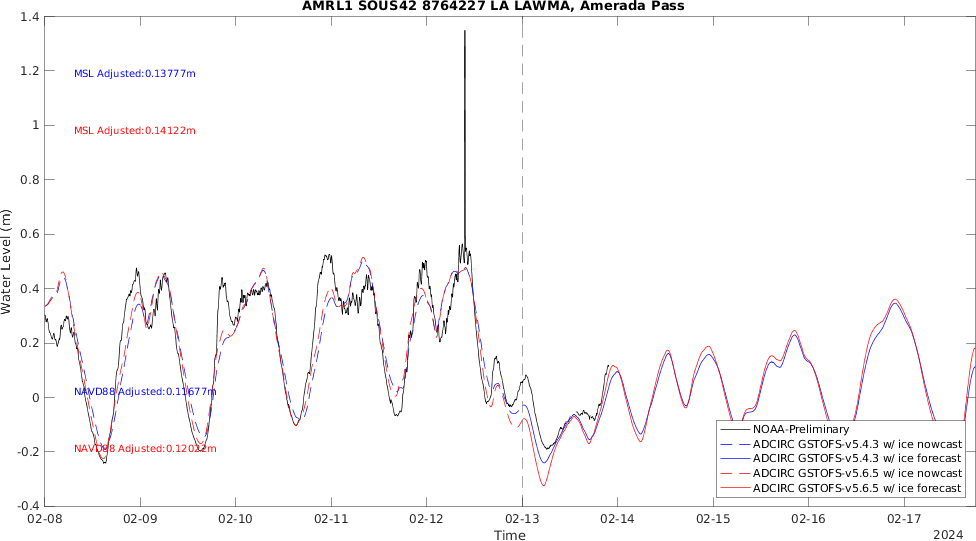 AMRL1 SOUS42 8764227 LA LAWMA, Amerada Pass
1.4
1.2
1
0.8
0.6
0.4
0.2
0
-0.2
-0.4
Water Level (m)
MSL Adjusted:0.13777m
MSL Adjusted:0.14122m
NAVD88 Adjusted:0.11677m
NAVD88 Adjusted:0.12022m
NOAA-Preliminary
ADCIRC GSTOFS-v5.4.3 w/ ice nowcast
ADCIRC GSTOFS-v5.4.3 w/ ice forecast
ADCIRC GSTOFS-v5.6.5 w/ ice nowcast
ADCIRC GSTOFS-v5.6.5 w/ ice forecast
02-08 02-09 02-10 02-11 02-12 02-13 02-14 02-15 02-16 02-17
Time
2024